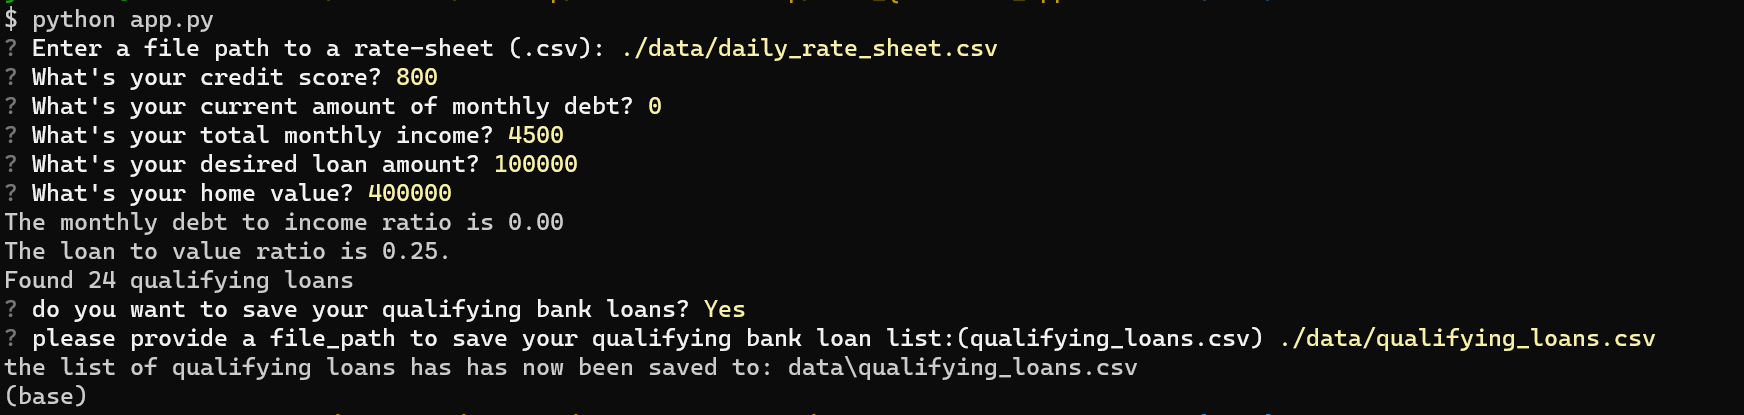 $ python app.py
? Enter a file path to a rate-sheet (.csv): ./data/daily_rate_sheet.csv
? What's your credit score? 800
? What's your current amount of monthly debt? 0
? What's your total monthly income? 4500
? What's your desired loan amount? 100000
? What's your home value? 400000
The monthly debt to income ratio is 0.00
The loan to value ratio is 0.25.
Found 24 qualifying loans
? do you want to save your qualifying bank loans? Yes
? please provide a file_path to save your qualifying bank loan list:(qualifying_loans.csv) ./data/qualifying_loans.csv
the list of qualifying loans has has now been saved to: data\qualifying_loans.csv
(base)